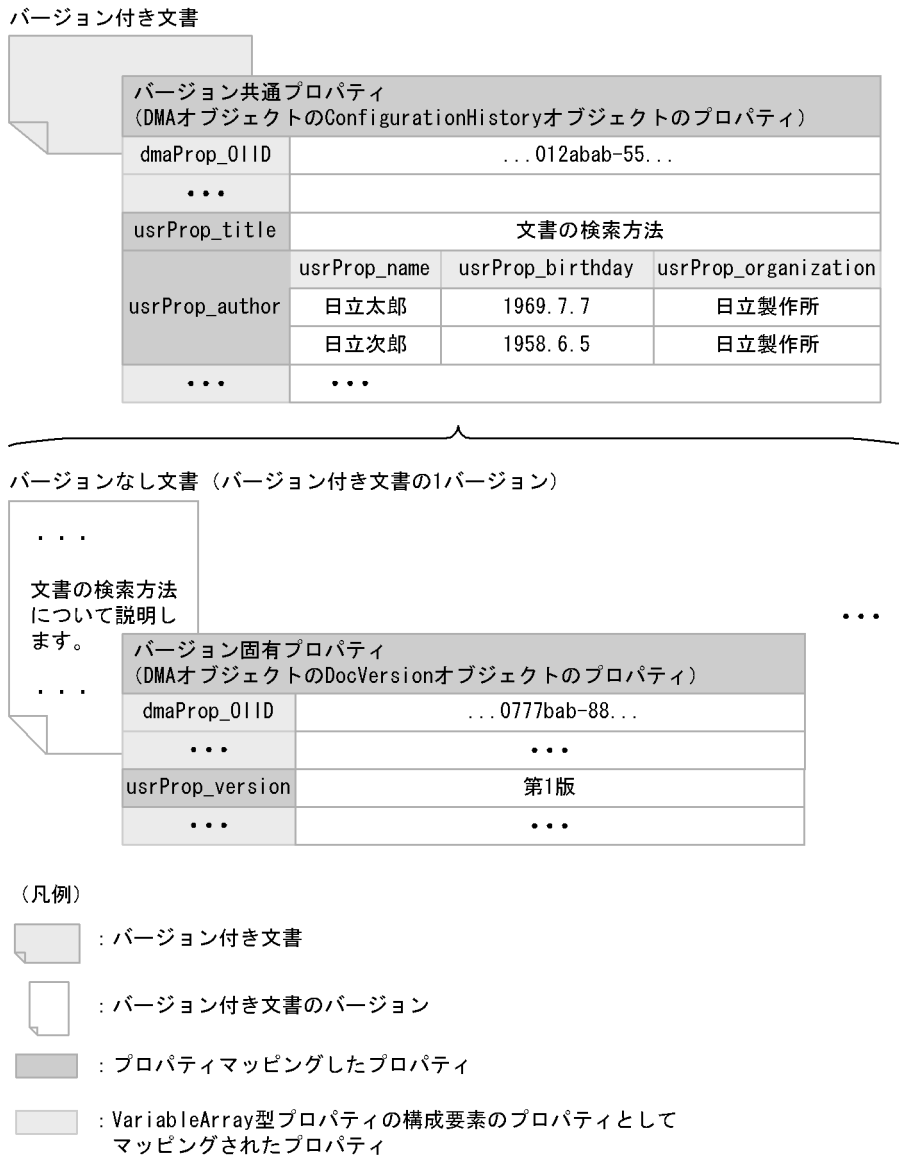 バージョン付き文書
バージョン共通プロパティ
(DMAオブジェクトのConfigurationHistoryオブジェクトのプロパティ)
dmaProp_OIID ...012abab-55...
・・・
usrProp_title 文書の検索方法
usrProp_author usrProp_name usrProp_birthday usrProp_organization
日立太郎 1969.7.7 日立製作所
日立次郎 1958.6.5 日立製作所
・・・ ・・・
バージョンなし文書（バージョン付き文書の1バージョン）
・・・
文書の検索方法
について説明し
ます。
・・・
・・・
バージョン固有プロパティ
(DMAオブジェクトのDocVersionオブジェクトのプロパティ)
dmaProp_OIID ...0777bab-88...
・・・ ・・・
usrProp_version 第1版
・・・ ・・・
（凡例）
：バージョン付き文書
：バージョン付き文書のバージョン
：プロパティマッピングしたプロパティ
：VariableArray型プロパティの構成要素のプロパティとして
マッピングされたプロパティ